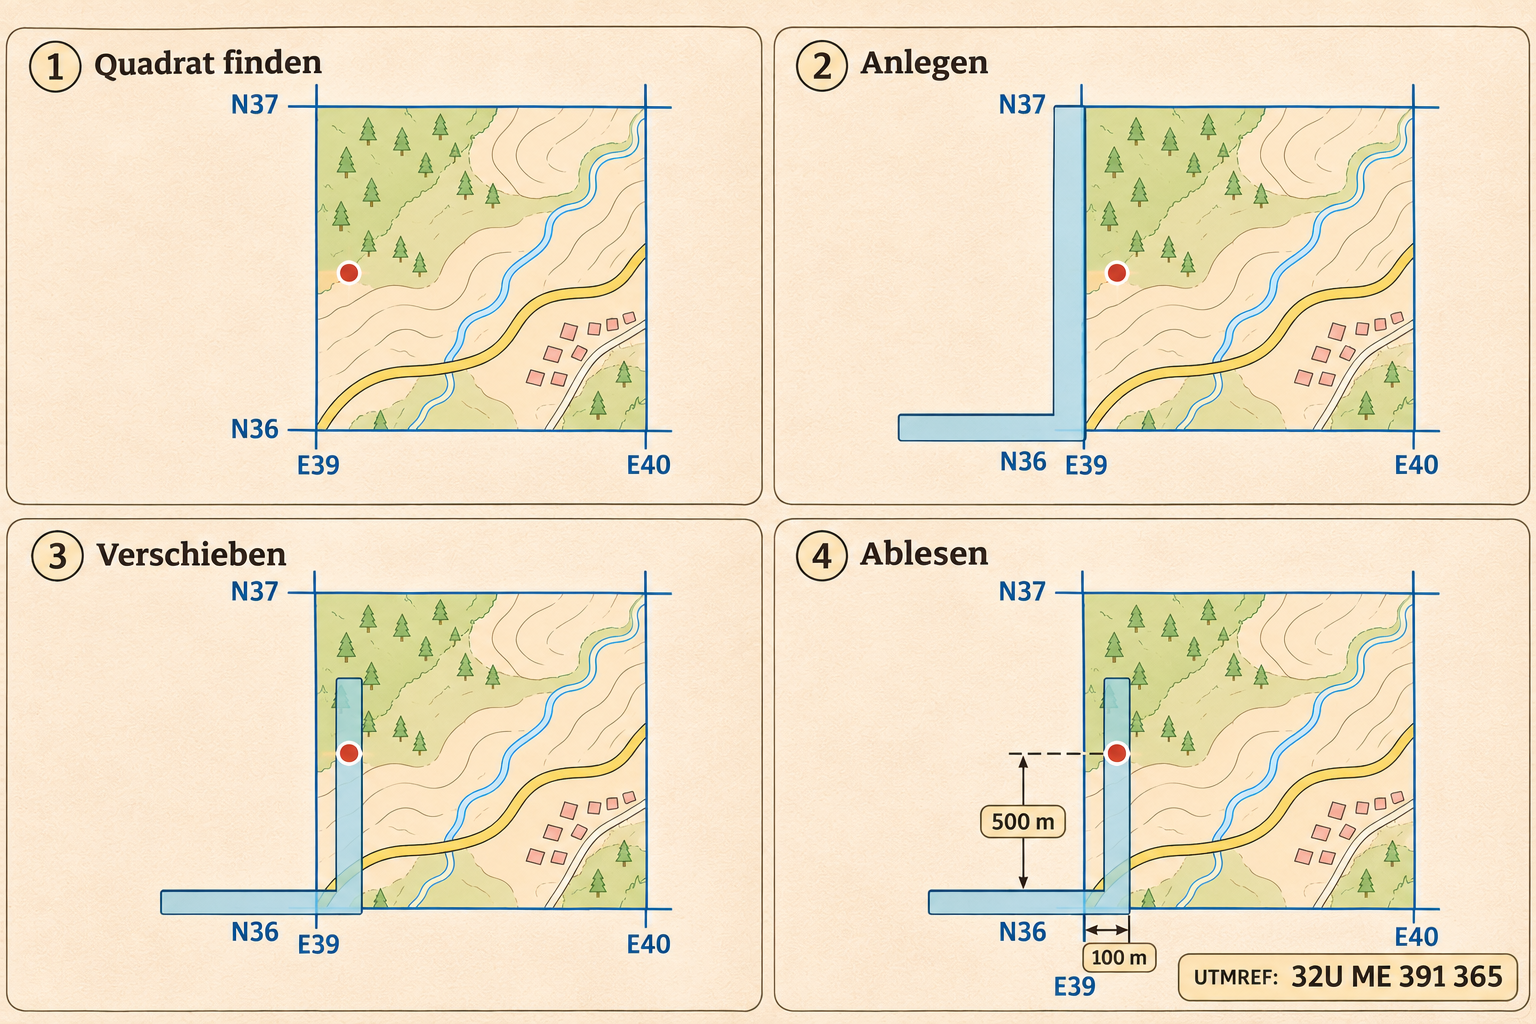 1 Quadrat finden
N37
N36
E39 E40
2 Anlegen
N37
N36 E39 E40
3 Verschieben
N37
N36 E39 E40
4 Ablesen
N37
500 m
N36
E40
100 m
E39
UTMREF: 32U ME 391 365